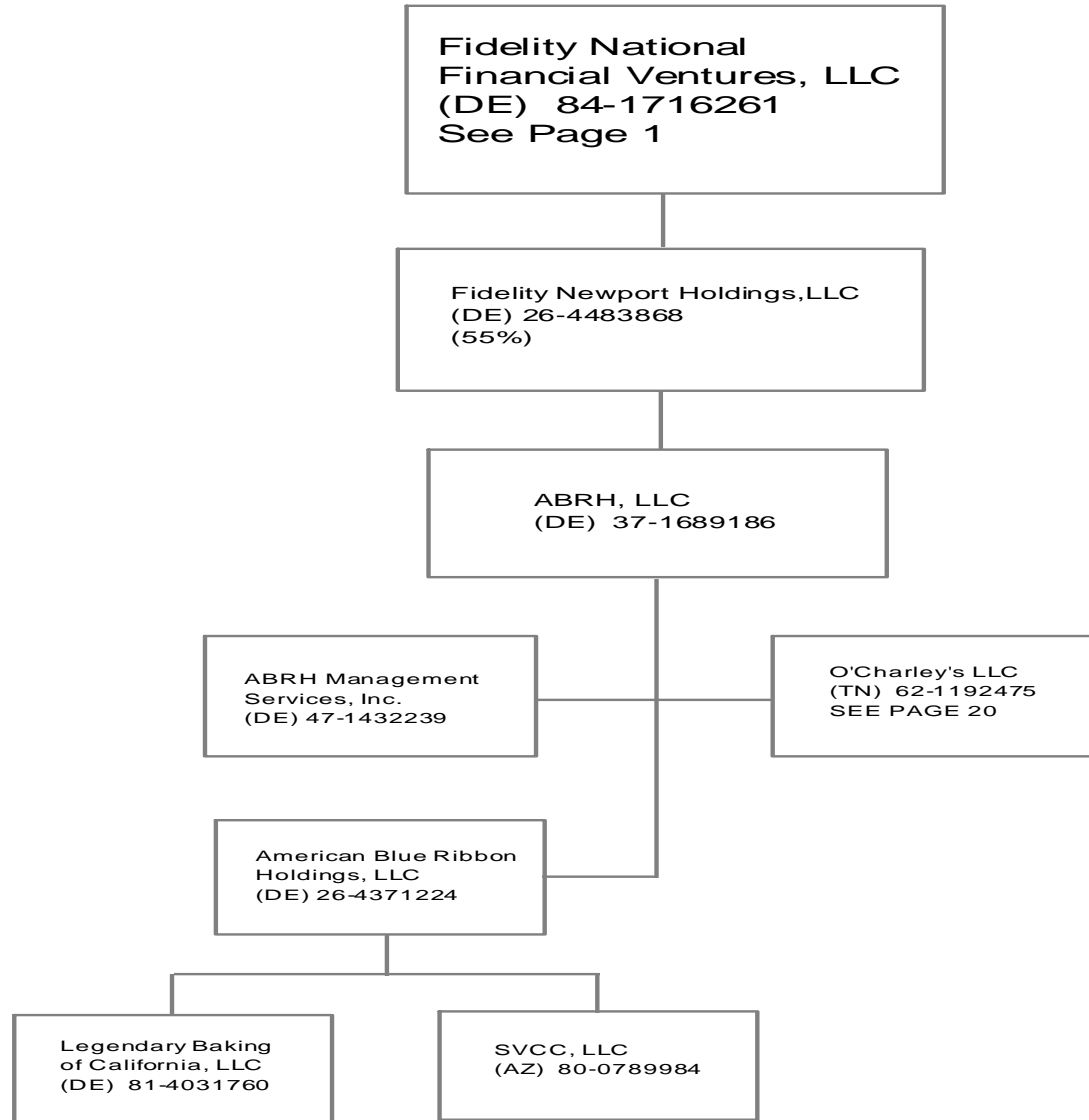 Fidelity National
Financial Ventures, LLC
(DE) 84-1716261
See Page 1
Fidelity Newport Holdings,LLC
(DE) 26-4483868
(55%)
ABRH, LLC
(DE) 37-1689186
ABRH Management
Services, Inc.
(DE) 47-1432239
O'Charley's LLC
(TN) 62-1192475
SEE PAGE 20
American Blue Ribbon
Holdings, LLC
(DE) 26-4371224
Legendary Baking
of California, LLC
(DE) 81-4031760
SVCC, LLC
(AZ) 80-0789984